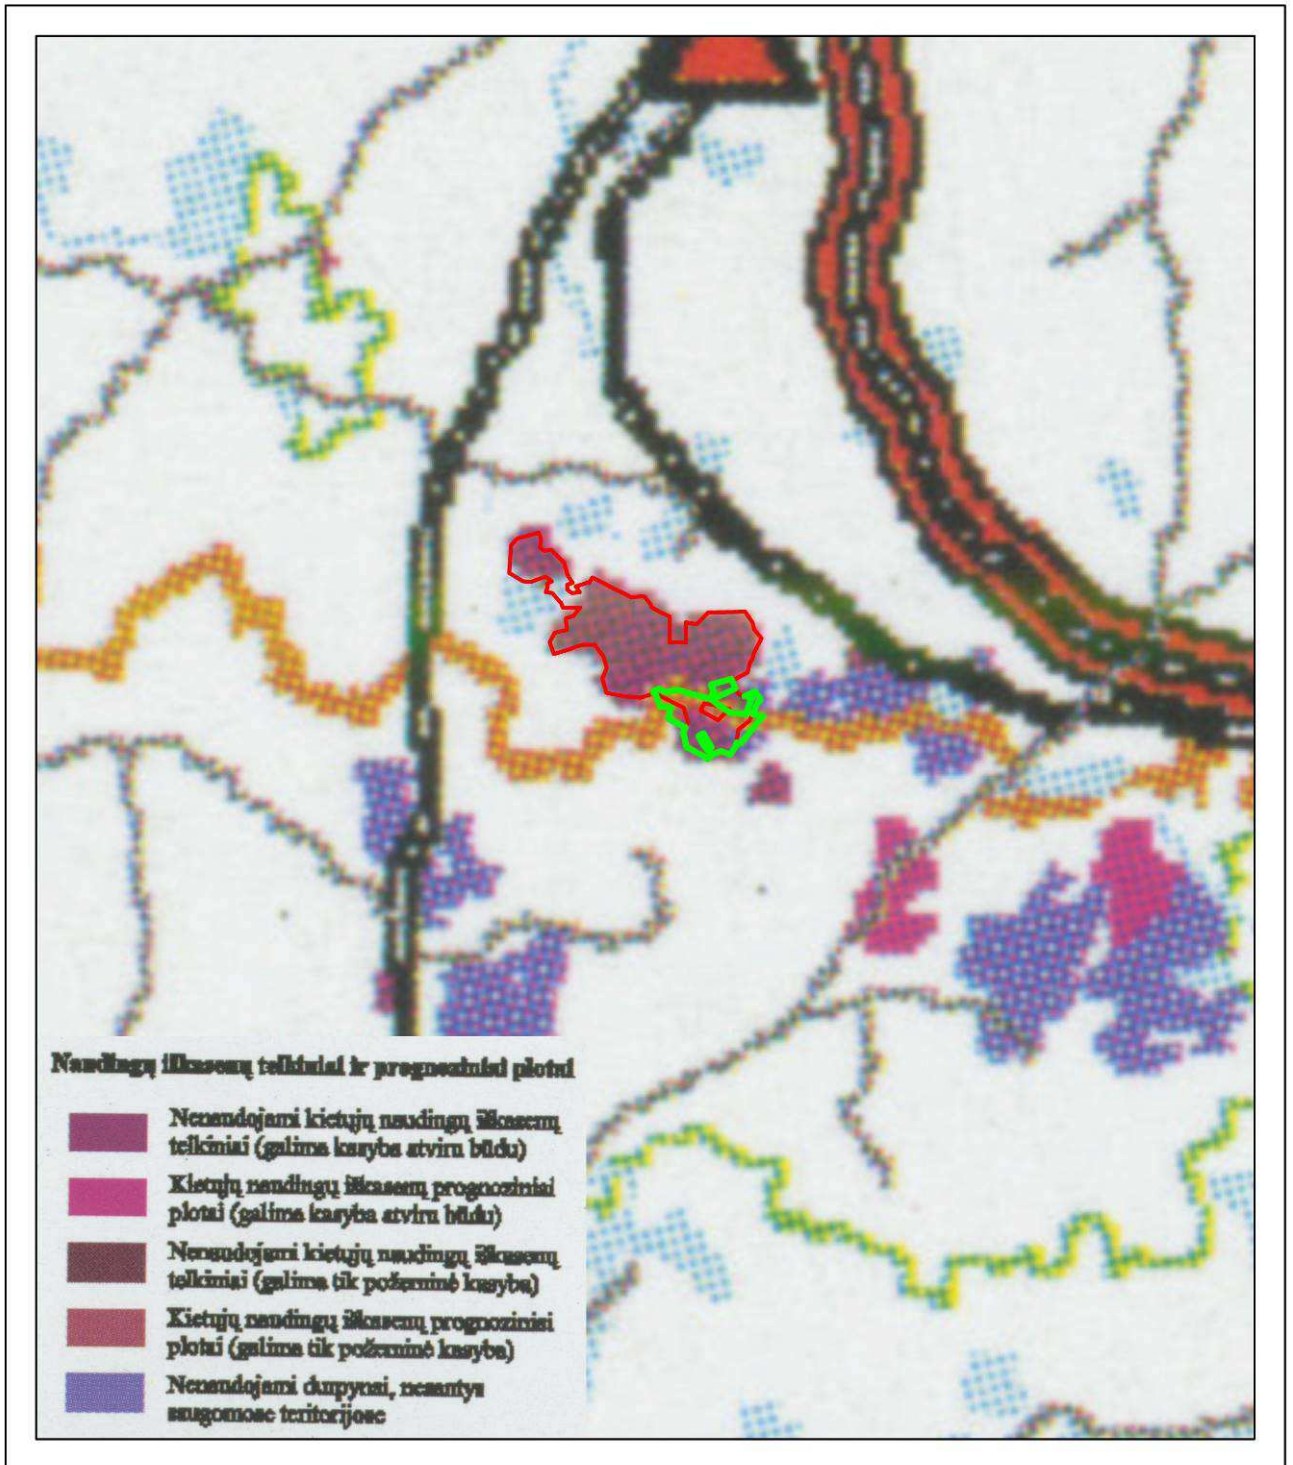 Naudingų iškasenų telkiniai ir prognoziniai plotai
Nenaudojami kietųjų naudingų iškasenų
telkiniai (galima kasyba atviru būdu)
Kietųjų naudingų iškasenų prognoziniai
plotai (galima kasyba atviru būdu)
Nenaudojami kietųjų naudingų iškasenų
telkiniai (galima tik požeminė kasyba)
Kietųjų naudingų iškasenų prognoziniai
plotai (galima tik požeminė kasyba)
Nenaudojami durpynai, nesantys
saugomose teritorijose